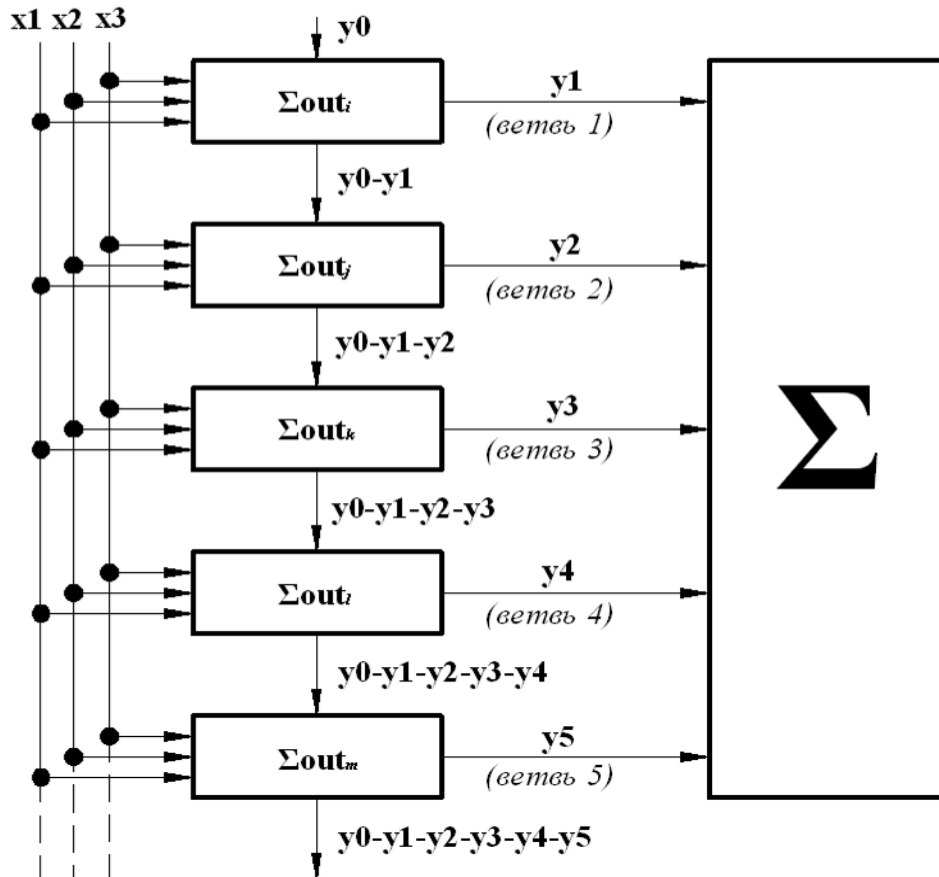 x1 x2 x3
y0
Σoutᵢ
y1
(ветвь 1)
y0-y1
Σoutⱼ
y2
(ветвь 2)
y0-y1-y2
Σoutₖ
y3
(ветвь 3)
y0-y1-y2-y3
Σoutₗ
y4
(ветвь 4)
y0-y1-y2-y3-y4
Σoutₘ
y5
(ветвь 5)
y0-y1-y2-y3-y4-y5
Σ